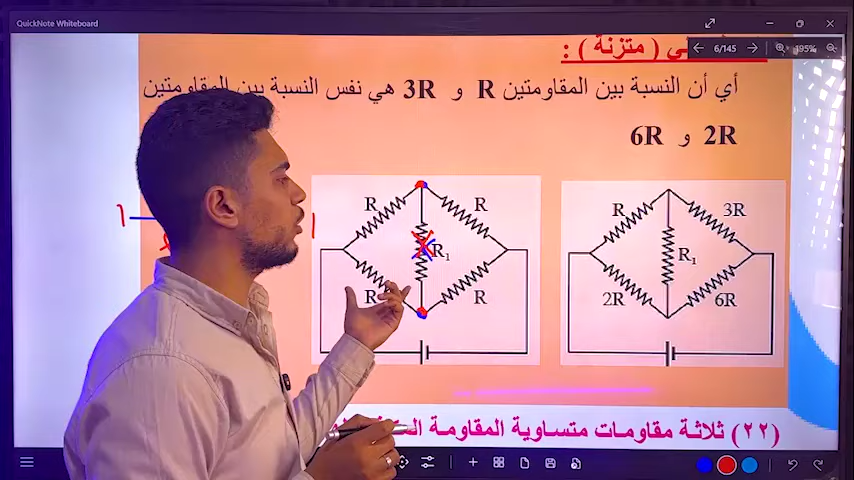 QuickNote Whiteboard
( متزنة ) :
6/145
195%
أي أن النسبة بين المقاومتين R و 3R هي نفس النسبة بين المقاومتين
2R و 6R
R R R 3R
R₁ R₁
R R 2R 6R
(٢٢) ثلاثة مقاومات متساوية المقاومة